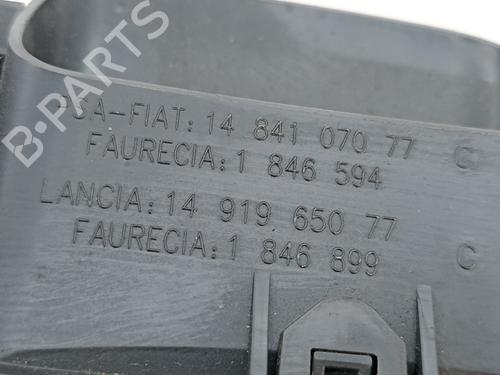 B-PARTS
PSA-FIAT: 14 841 070 77 C
FAURECIA: 1 846 594
LANCIA: 14 919 650 77
FAURECIA: 1 846 899 C